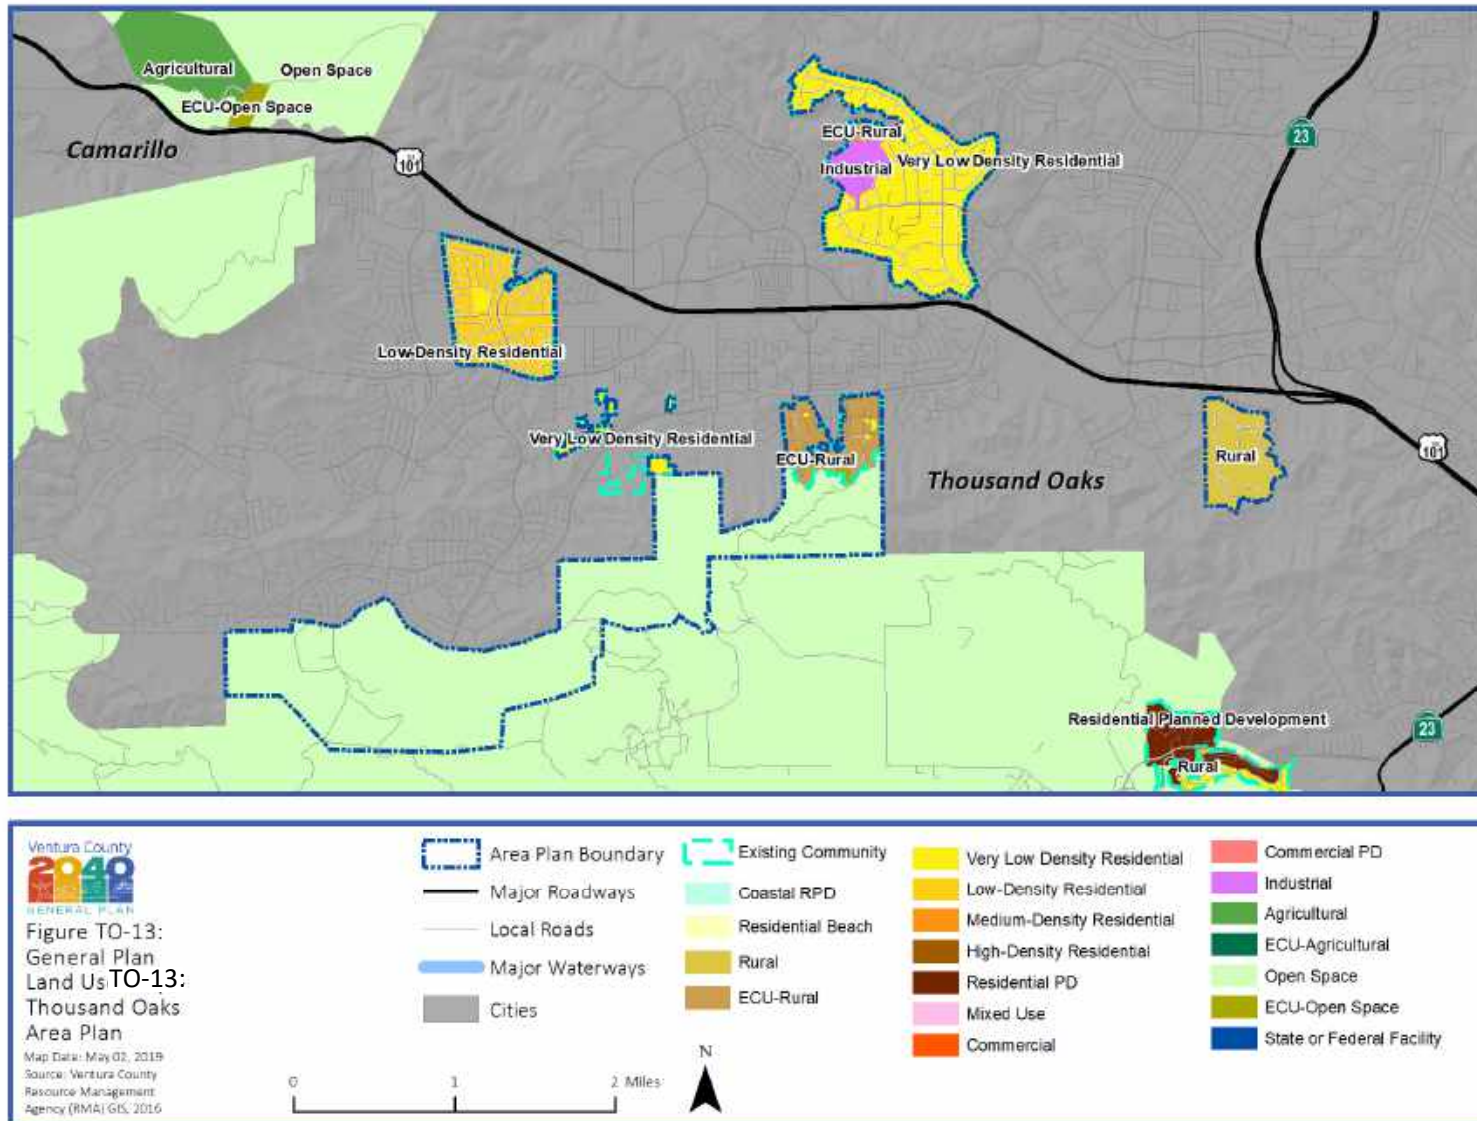 Agricultural
Open Space
ECU-Open Space
Camarillo
101
ECU-Rural
Industrial
Very Low Density Residential
23
Low-Density Residential
Very Low Density Residential
ECU-Rural
Thousand Oaks
Rural
101
Residential Planned Development
Rural
23
Ventura County
2040
GENERAL PLAN
Figure TO-13:
General Plan
Land Us TO-13:
Thousand Oaks
Area Plan
Map Date: May 02, 2019
Source: Ventura County
Resource Management
Agency (RMA) GIS, 2016
Area Plan Boundary
Major Roadways
Local Roads
Major Waterways
Cities
0 1 2 Miles
N
Existing Community
Coastal RPD
Residential Beach
Rural
ECU-Rural
Very Low Density Residential
Low-Density Residential
Medium-Density Residential
High-Density Residential
Residential PD
Mixed Use
Commercial
Commercial PD
Industrial
Agricultural
ECU-Agricultural
Open Space
ECU-Open Space
State or Federal Facility